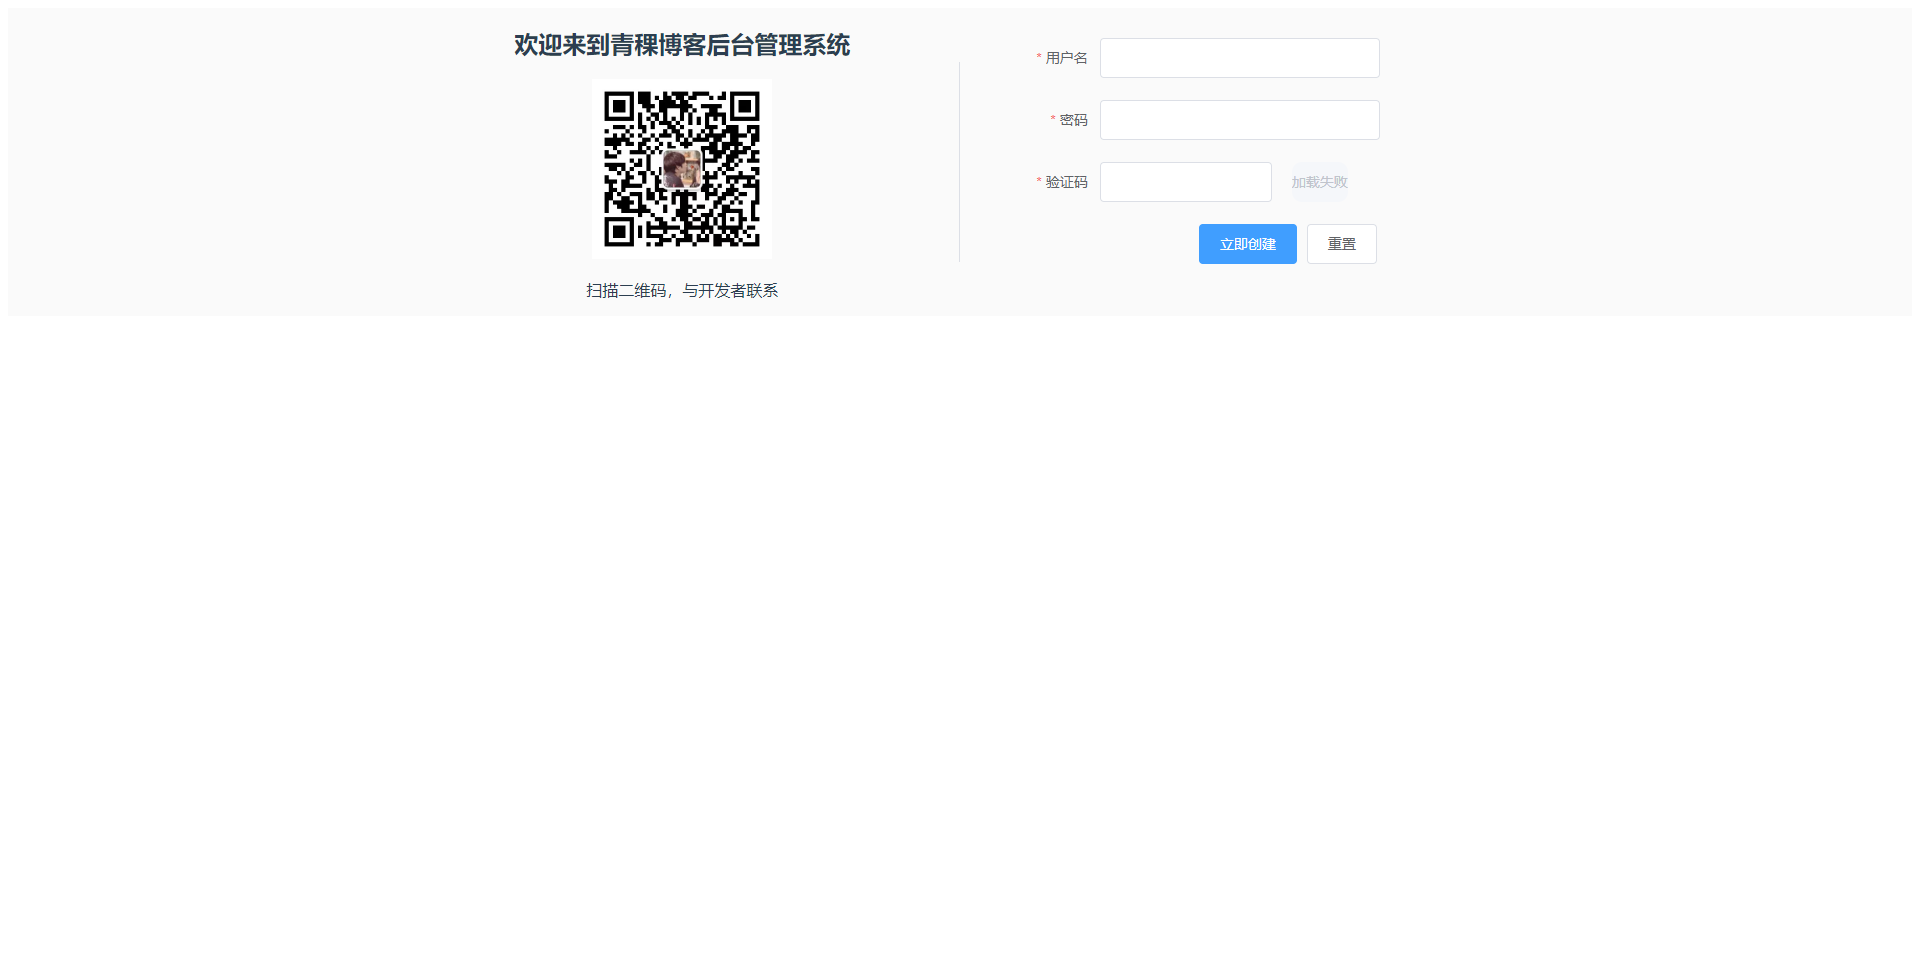 欢迎来到青稞博客后台管理系统
扫描二维码，与开发者联系
* 用户名
* 密码
* 验证码
加载失败
立即创建
重置